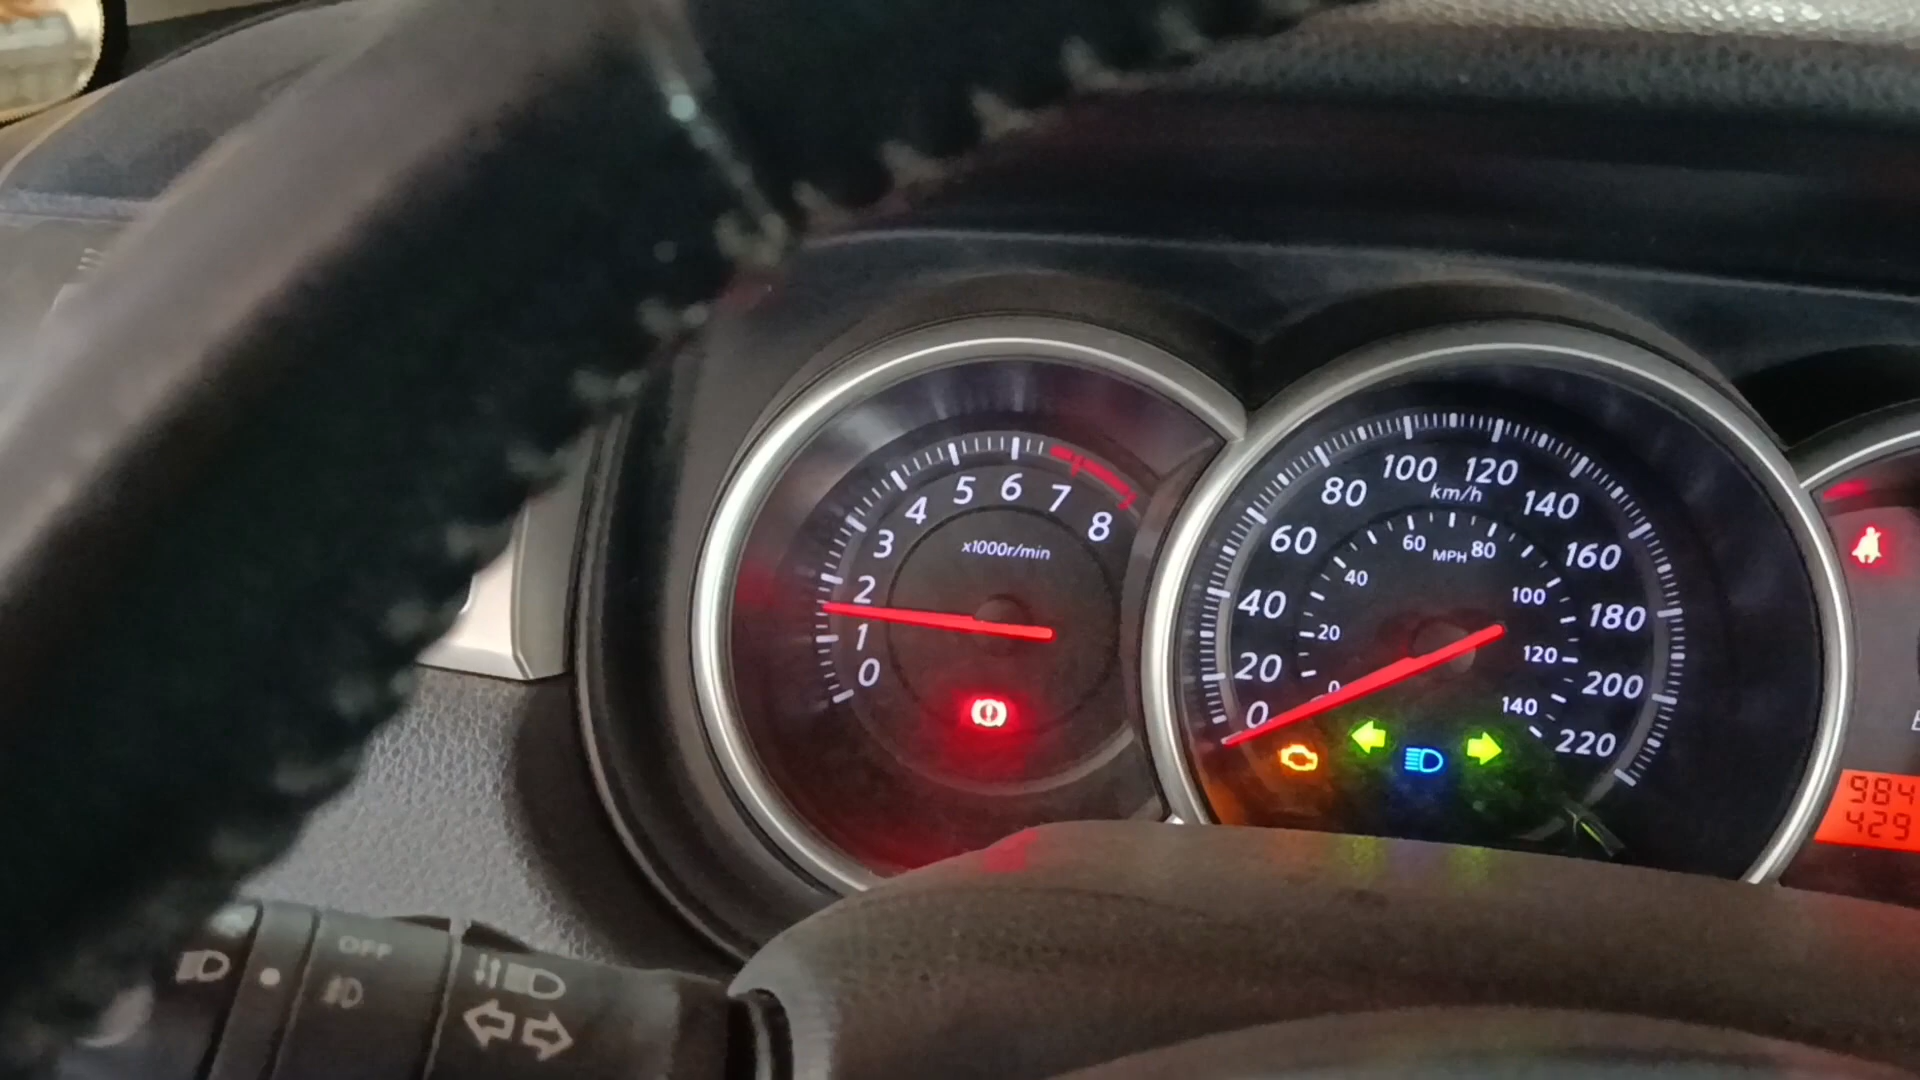 0 1 2 3 4 5 6 7 8
x1000r/min
0 20 40 60 80 100 120 140 160 180 200 220
km/h
0 20 40 60 80 100 120 140
MPH
984
429
OFF